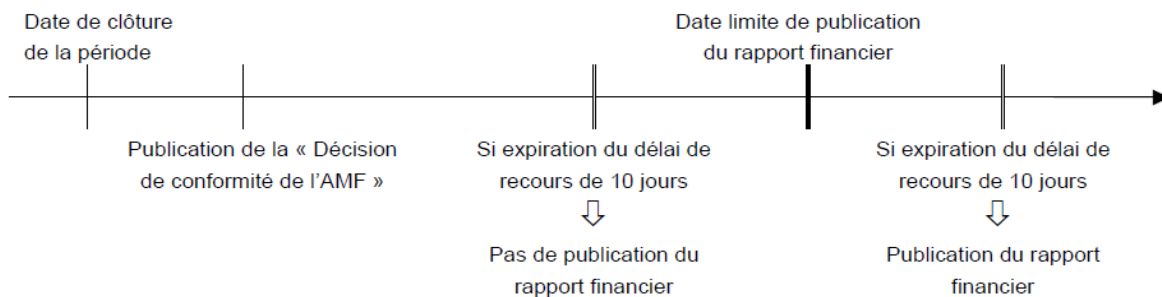 Date de clôture
de la période
Date limite de publication
du rapport financier
Publication de la « Décision
de conformité de l'AMF »
Si expiration du délai de
recours de 10 jours
Pas de publication du
rapport financier
Si expiration du délai de
recours de 10 jours
Publication du rapport
financier